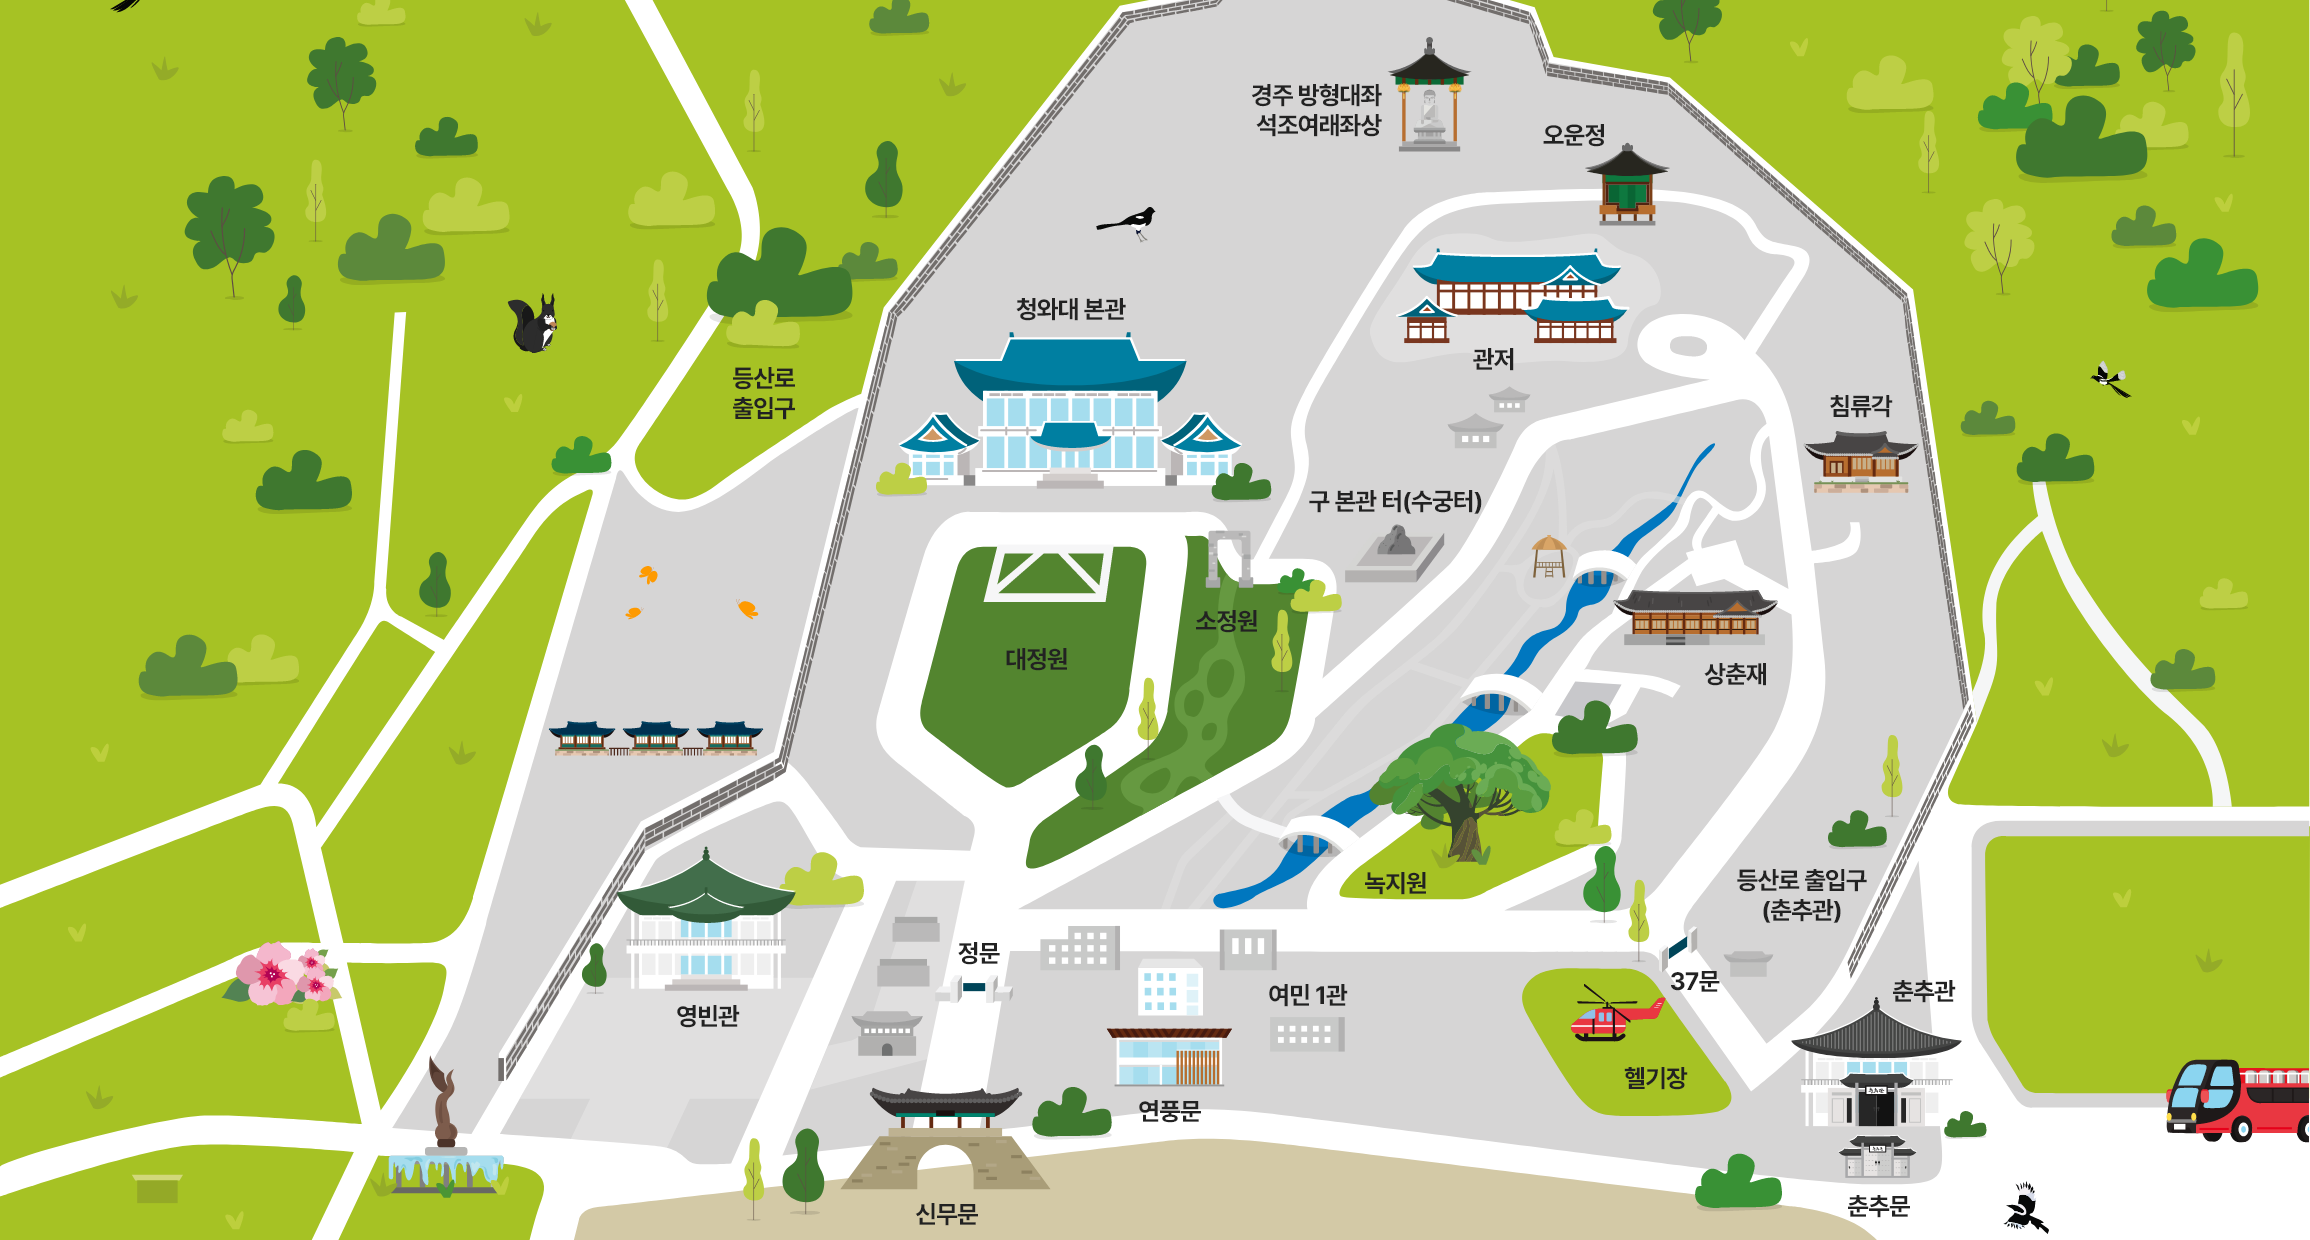 경주 방형대좌
석조여래좌상
오운정
청와대 본관
관저
등산로
출입구
침류각
구 본관 터(수궁터)
소정원
대정원
상춘재
녹지원
등산로 출입구
(춘추관)
정문
37문
춘추관
여민 1관
영빈관
헬기장
연풍문
신무문
춘추문